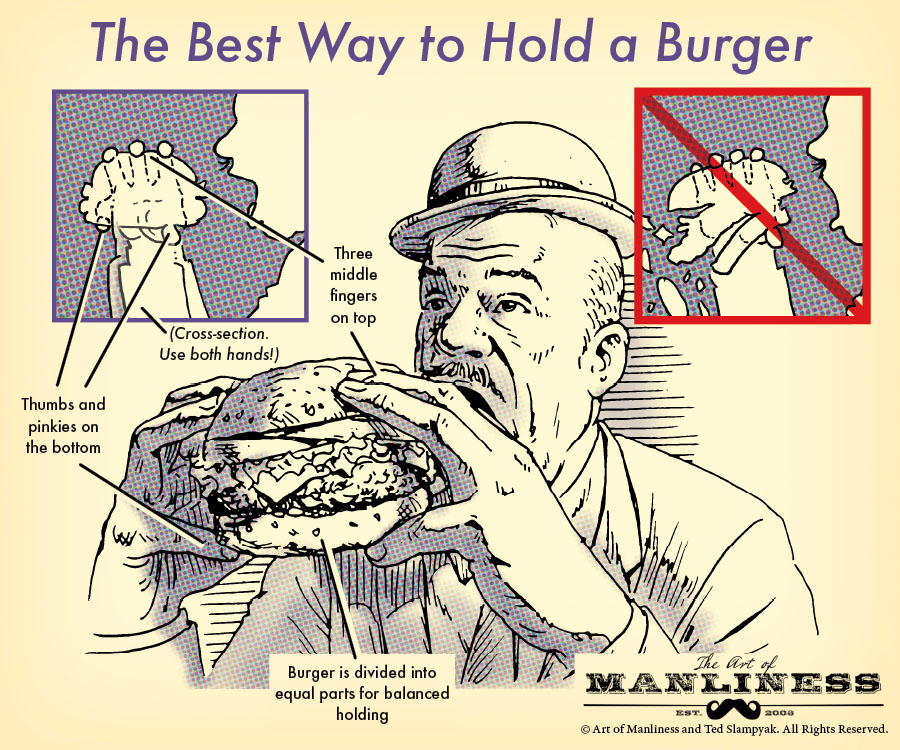 The Best Way to Hold a Burger
Three
middle
fingers
on top
(Cross-section.
Use both hands!)
Thumbs and
pinkies on
the bottom
Burger is divided into
equal parts for balanced
holding
The Art of
MANLINESS
EST. 2008
© Art of Manliness and Ted Slampyak. All Rights Reserved.